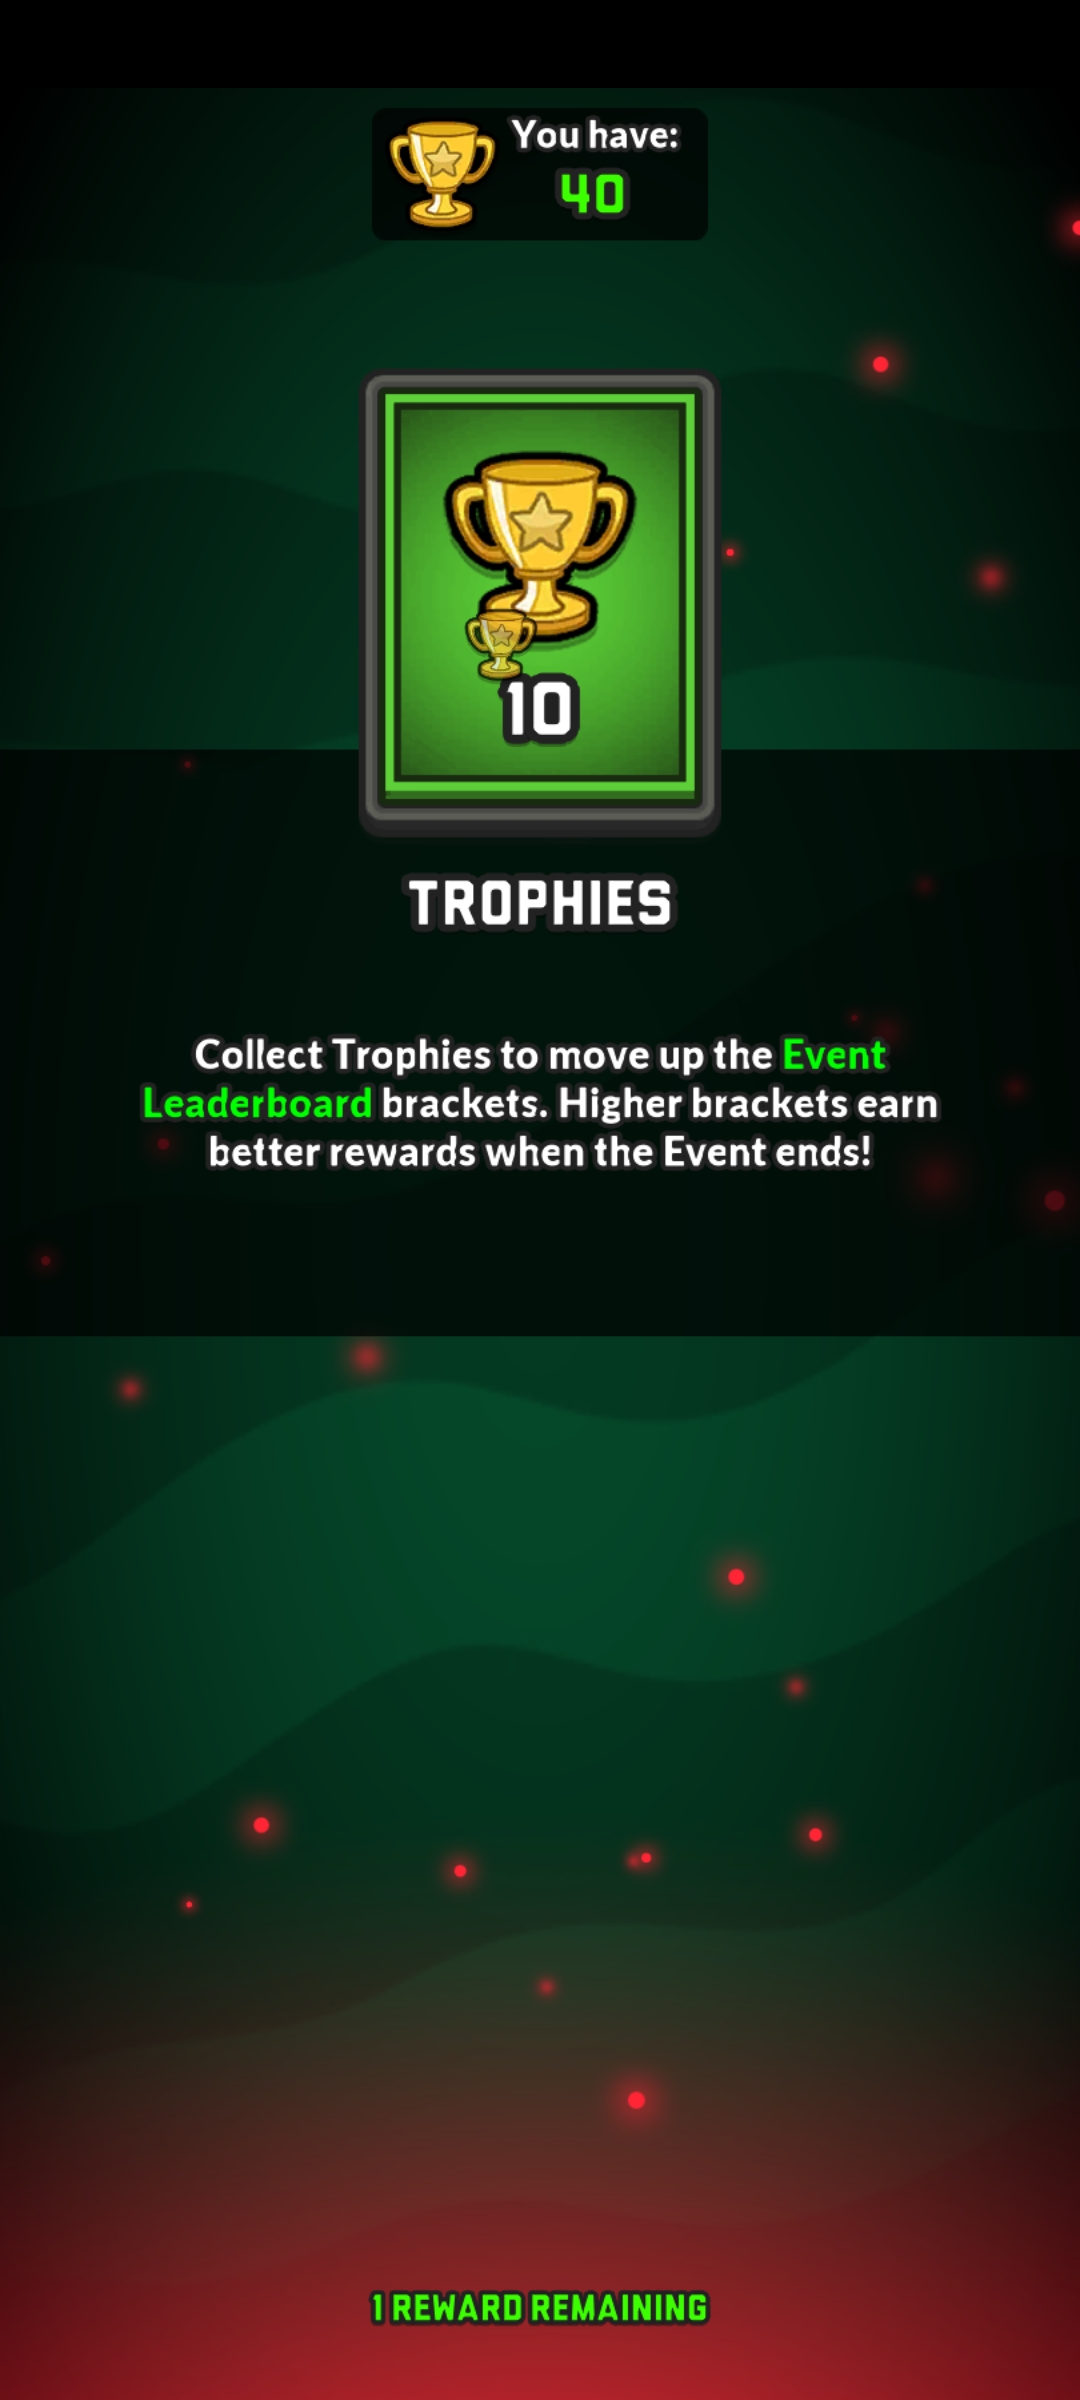 You have:
40
10
TROPHIES
Collect Trophies to move up the Event
Leaderboard brackets. Higher brackets earn
better rewards when the Event ends!
1 REWARD REMAINING